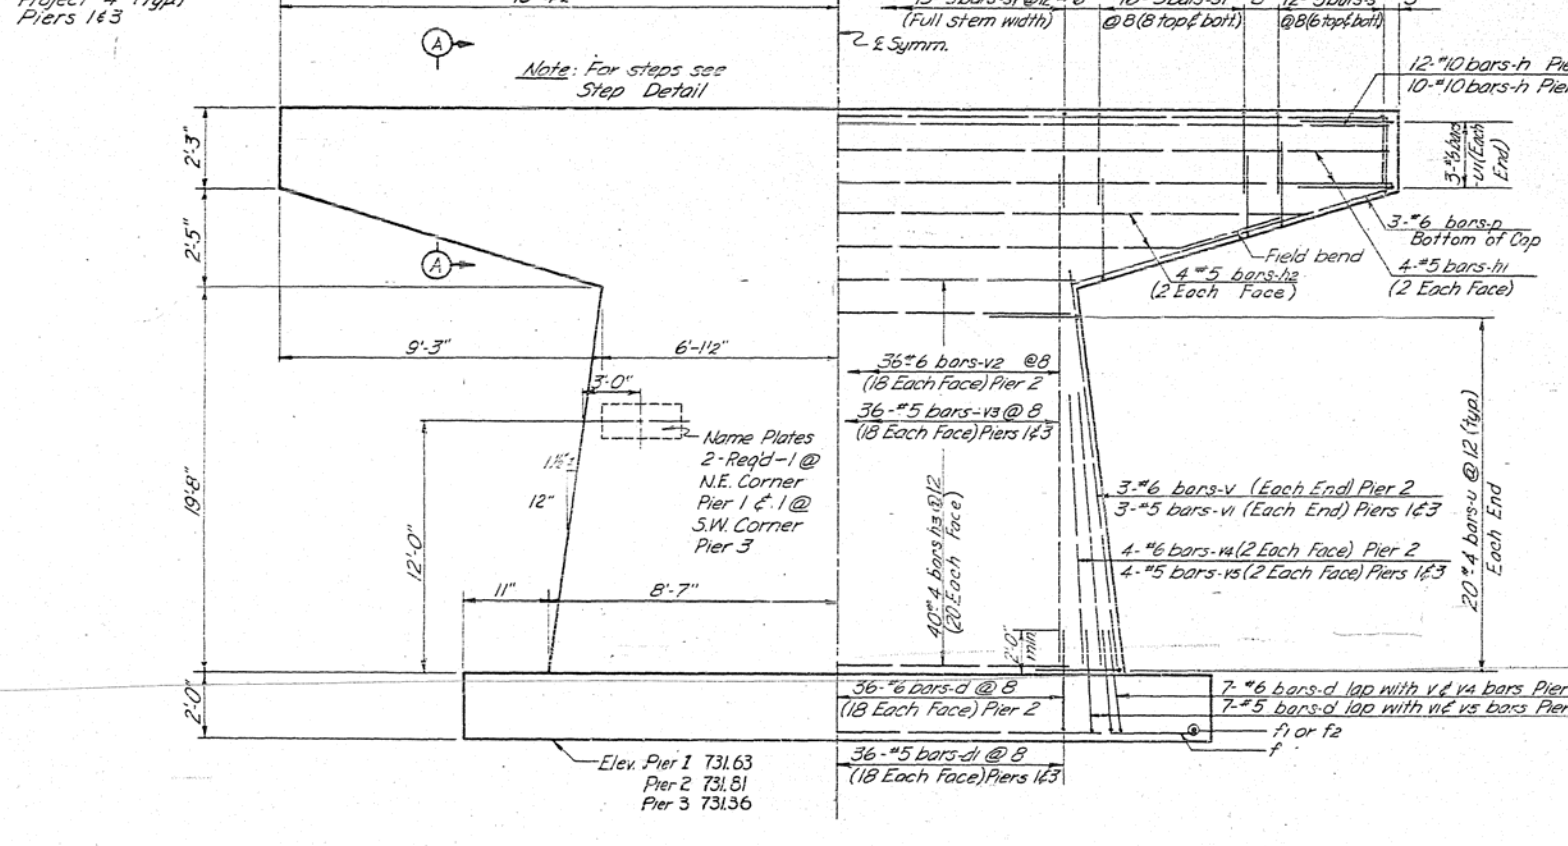 Piers 1&3
(Full stem width)
@8(8 top & bott)
@8(6 top & bott)
A
℄ Symm.
Note: For steps see
Step Detail
12-#10 bars-h
10-#10 bars-h
2'-3"
3-#6 bars
-u1(Each
End)
2'-5"
A
3-#6 bars-p
Bottom of Cap
Field bend
4-#5 bars-h1
(2 Each Face)
4 #5 bars-h2
(2 Each Face)
9'-3"
6'-1½"
36-#6 bars-v2 @8
(18 Each Face) Pier 2
3'-0"
36-#5 bars-v3 @ 8
(18 Each Face) Piers 1&3
Name Plates
2-Req'd-1 @
N.E. Corner
Pier 1 & 1 @
S.W. Corner
Pier 3
12"
19'-8"
12'-0"
40#4 bars h3 @ 12
(20 Each Face)
3-#6 bars-v (Each End) Pier 2
3-#5 bars-v1 (Each End) Piers 1&3
4-#6 bars-v4 (2 Each Face) Pier 2
4-#5 bars-v5 (2 Each Face) Piers 1&3
20#4 bars-u @ 12 (typ.)
Each End
11"
8'-7"
2'-0"
min
2'-0"
36-#6 bars-d @ 8
(18 Each Face) Pier 2
7-#6 bars-d lap with v & v4 bars Pier
7-#5 bars-d lap with v1 & v5 bars Pier
f1 or f2
f
36-#5 bars-d1 @ 8
(18 Each Face) Piers 1&3
Elev. Pier 1 731.63
Pier 2 731.81
Pier 3 731.36